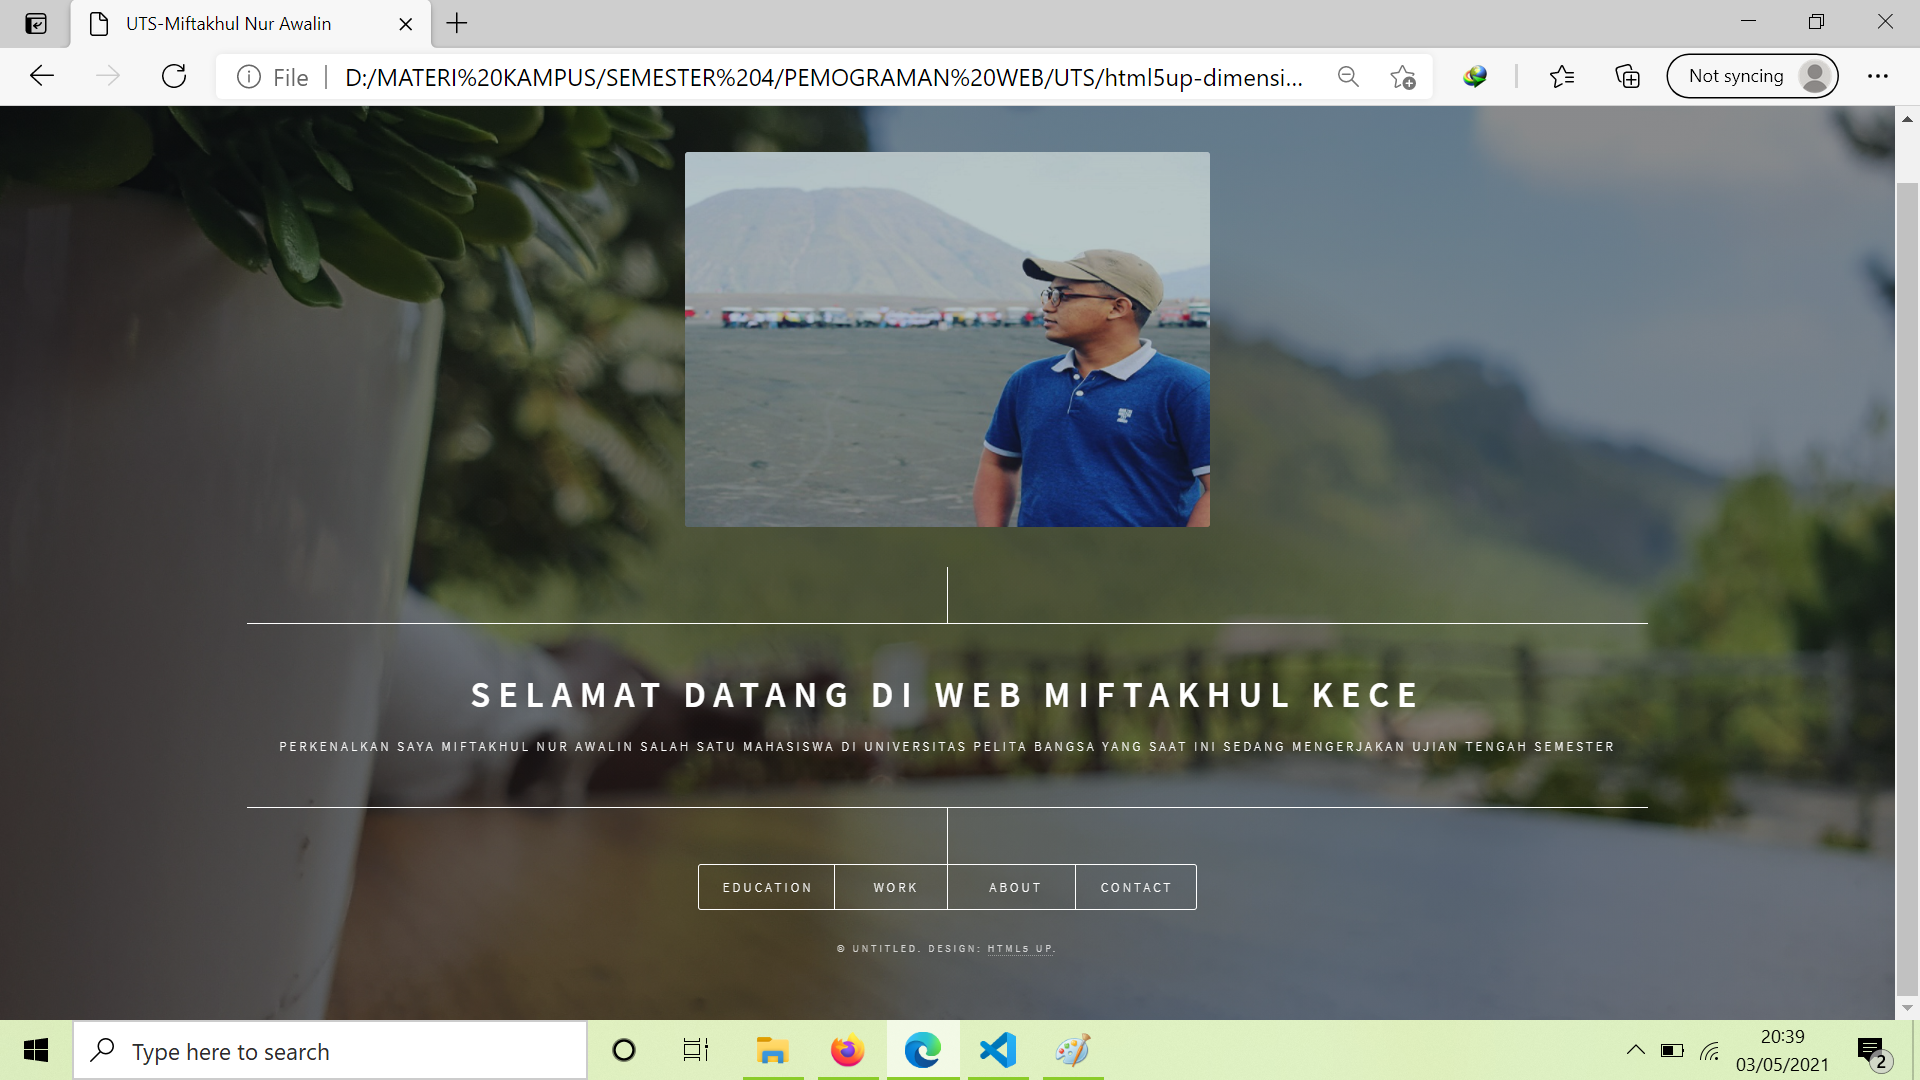 UTS-Miftakhul Nur Awalin
File
D:/MATERI%20KAMPUS/SEMESTER%204/PEMOGRAMAN%20WEB/UTS/html5up-dimensi...
Not syncing
SELAMAT DATANG DI WEB MIFTAKHUL KECE
PERKENALKAN SAYA MIFTAKHUL NUR AWALIN SALAH SATU MAHASISWA DI UNIVERSITAS PELITA BANGSA YANG SAAT INI SEDANG MENGERJAKAN UJIAN TENGAH SEMESTER
EDUCATION WORK ABOUT CONTACT
© UNTITLED. DESIGN: HTML5 UP.
Type here to search
20:39
03/05/2021
2